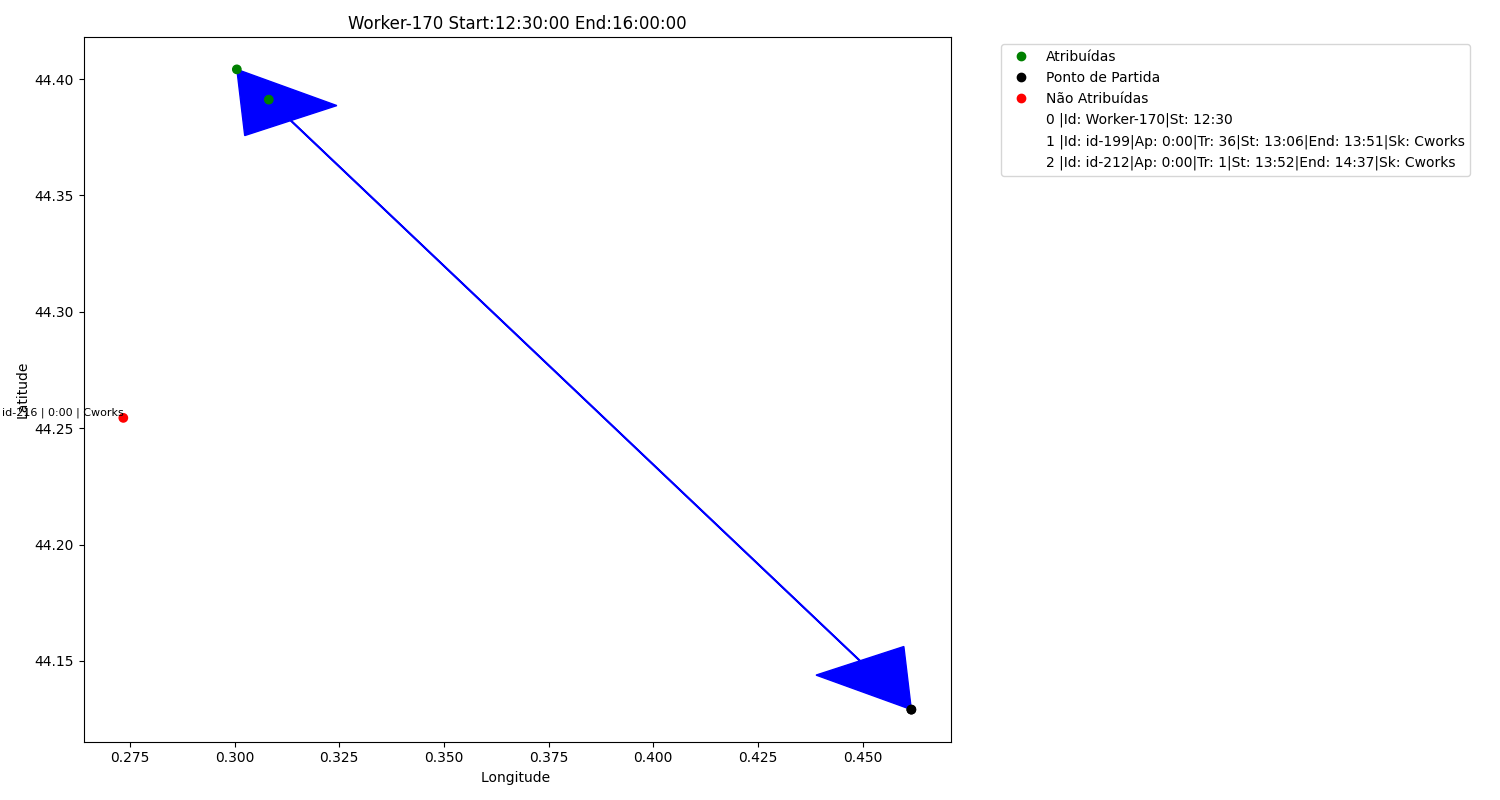 Worker-170 Start:12:30:00 End:16:00:00
44.40
44.35
44.30
44.25
44.20
44.15
Latitude
id-216 | 0:00 | Cworks
0.275
0.300
0.325
0.350
0.375
0.400
0.425
0.450
Longitude
Atribuídas
Ponto de Partida
Não Atribuídas
0 |Id: Worker-170|St: 12:30
1 |Id: id-199|Ap: 0:00|Tr: 36|St: 13:06|End: 13:51|Sk: Cworks
2 |Id: id-212|Ap: 0:00|Tr: 1|St: 13:52|End: 14:37|Sk: Cworks